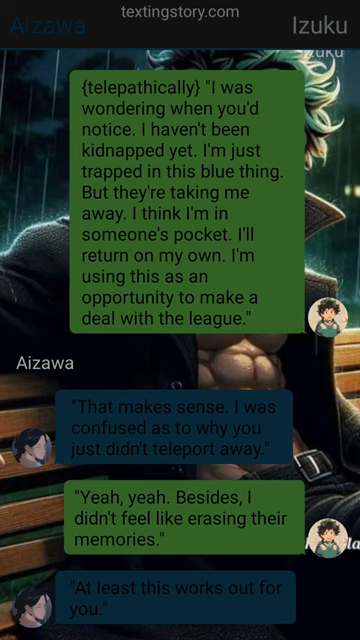 textingstory.com
Aizawa
Izuku
Izuku
{telepathically} "I was
wondering when you'd
notice. I haven't been
kidnapped yet. I'm just
trapped in this blue thing.
But they're taking me
away. I think I'm in
someone's pocket. I'll
return on my own. I'm
using this as an
opportunity to make a
deal with the league."
Aizawa
"That makes sense. I was
confused as to why you
just didn't teleport away."
"Yeah, yeah. Besides, I
didn't feel like erasing their
memories."
"At least this works out for
you."